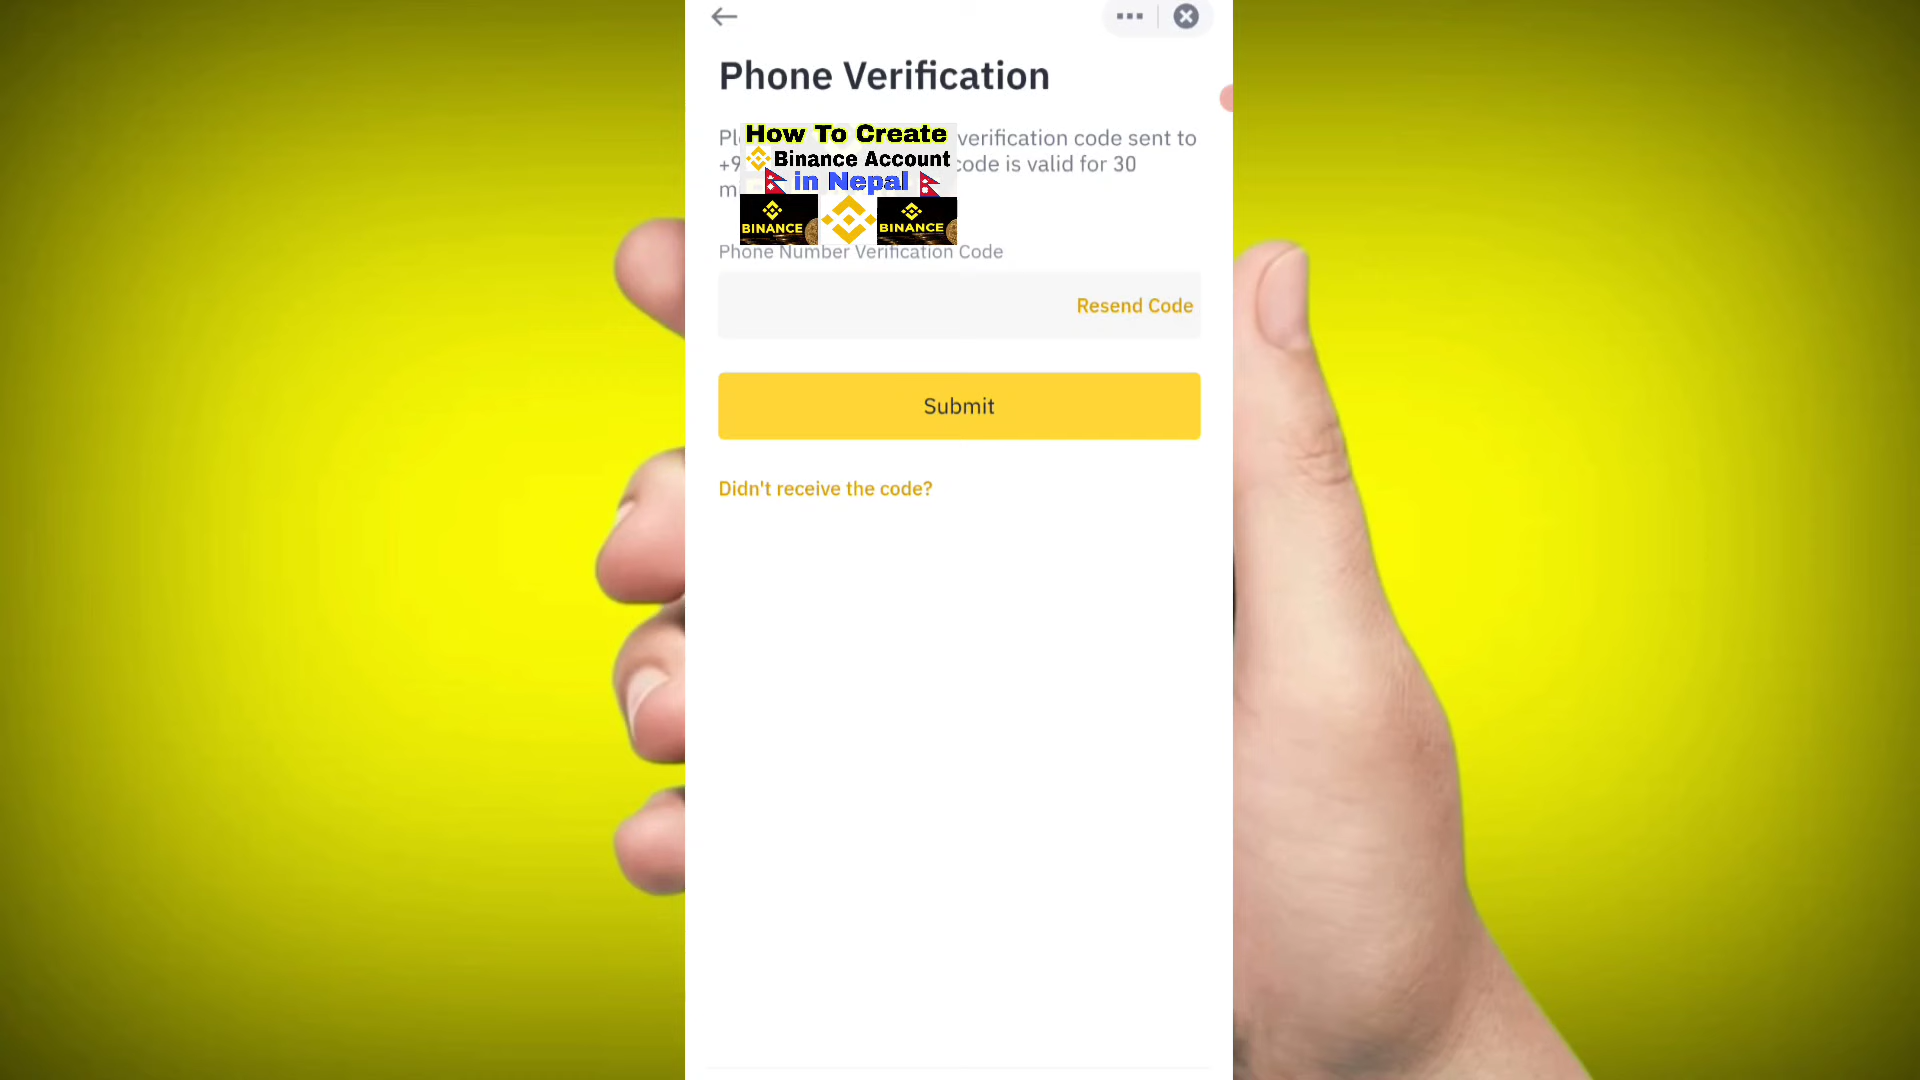 Phone Verification
verification code sent to
+9 code is valid for 30
m
How To Create
Binance Account
in Nepal
BINANCE
BINANCE
Phone Number Verification Code
Resend Code
Submit
Didn't receive the code?